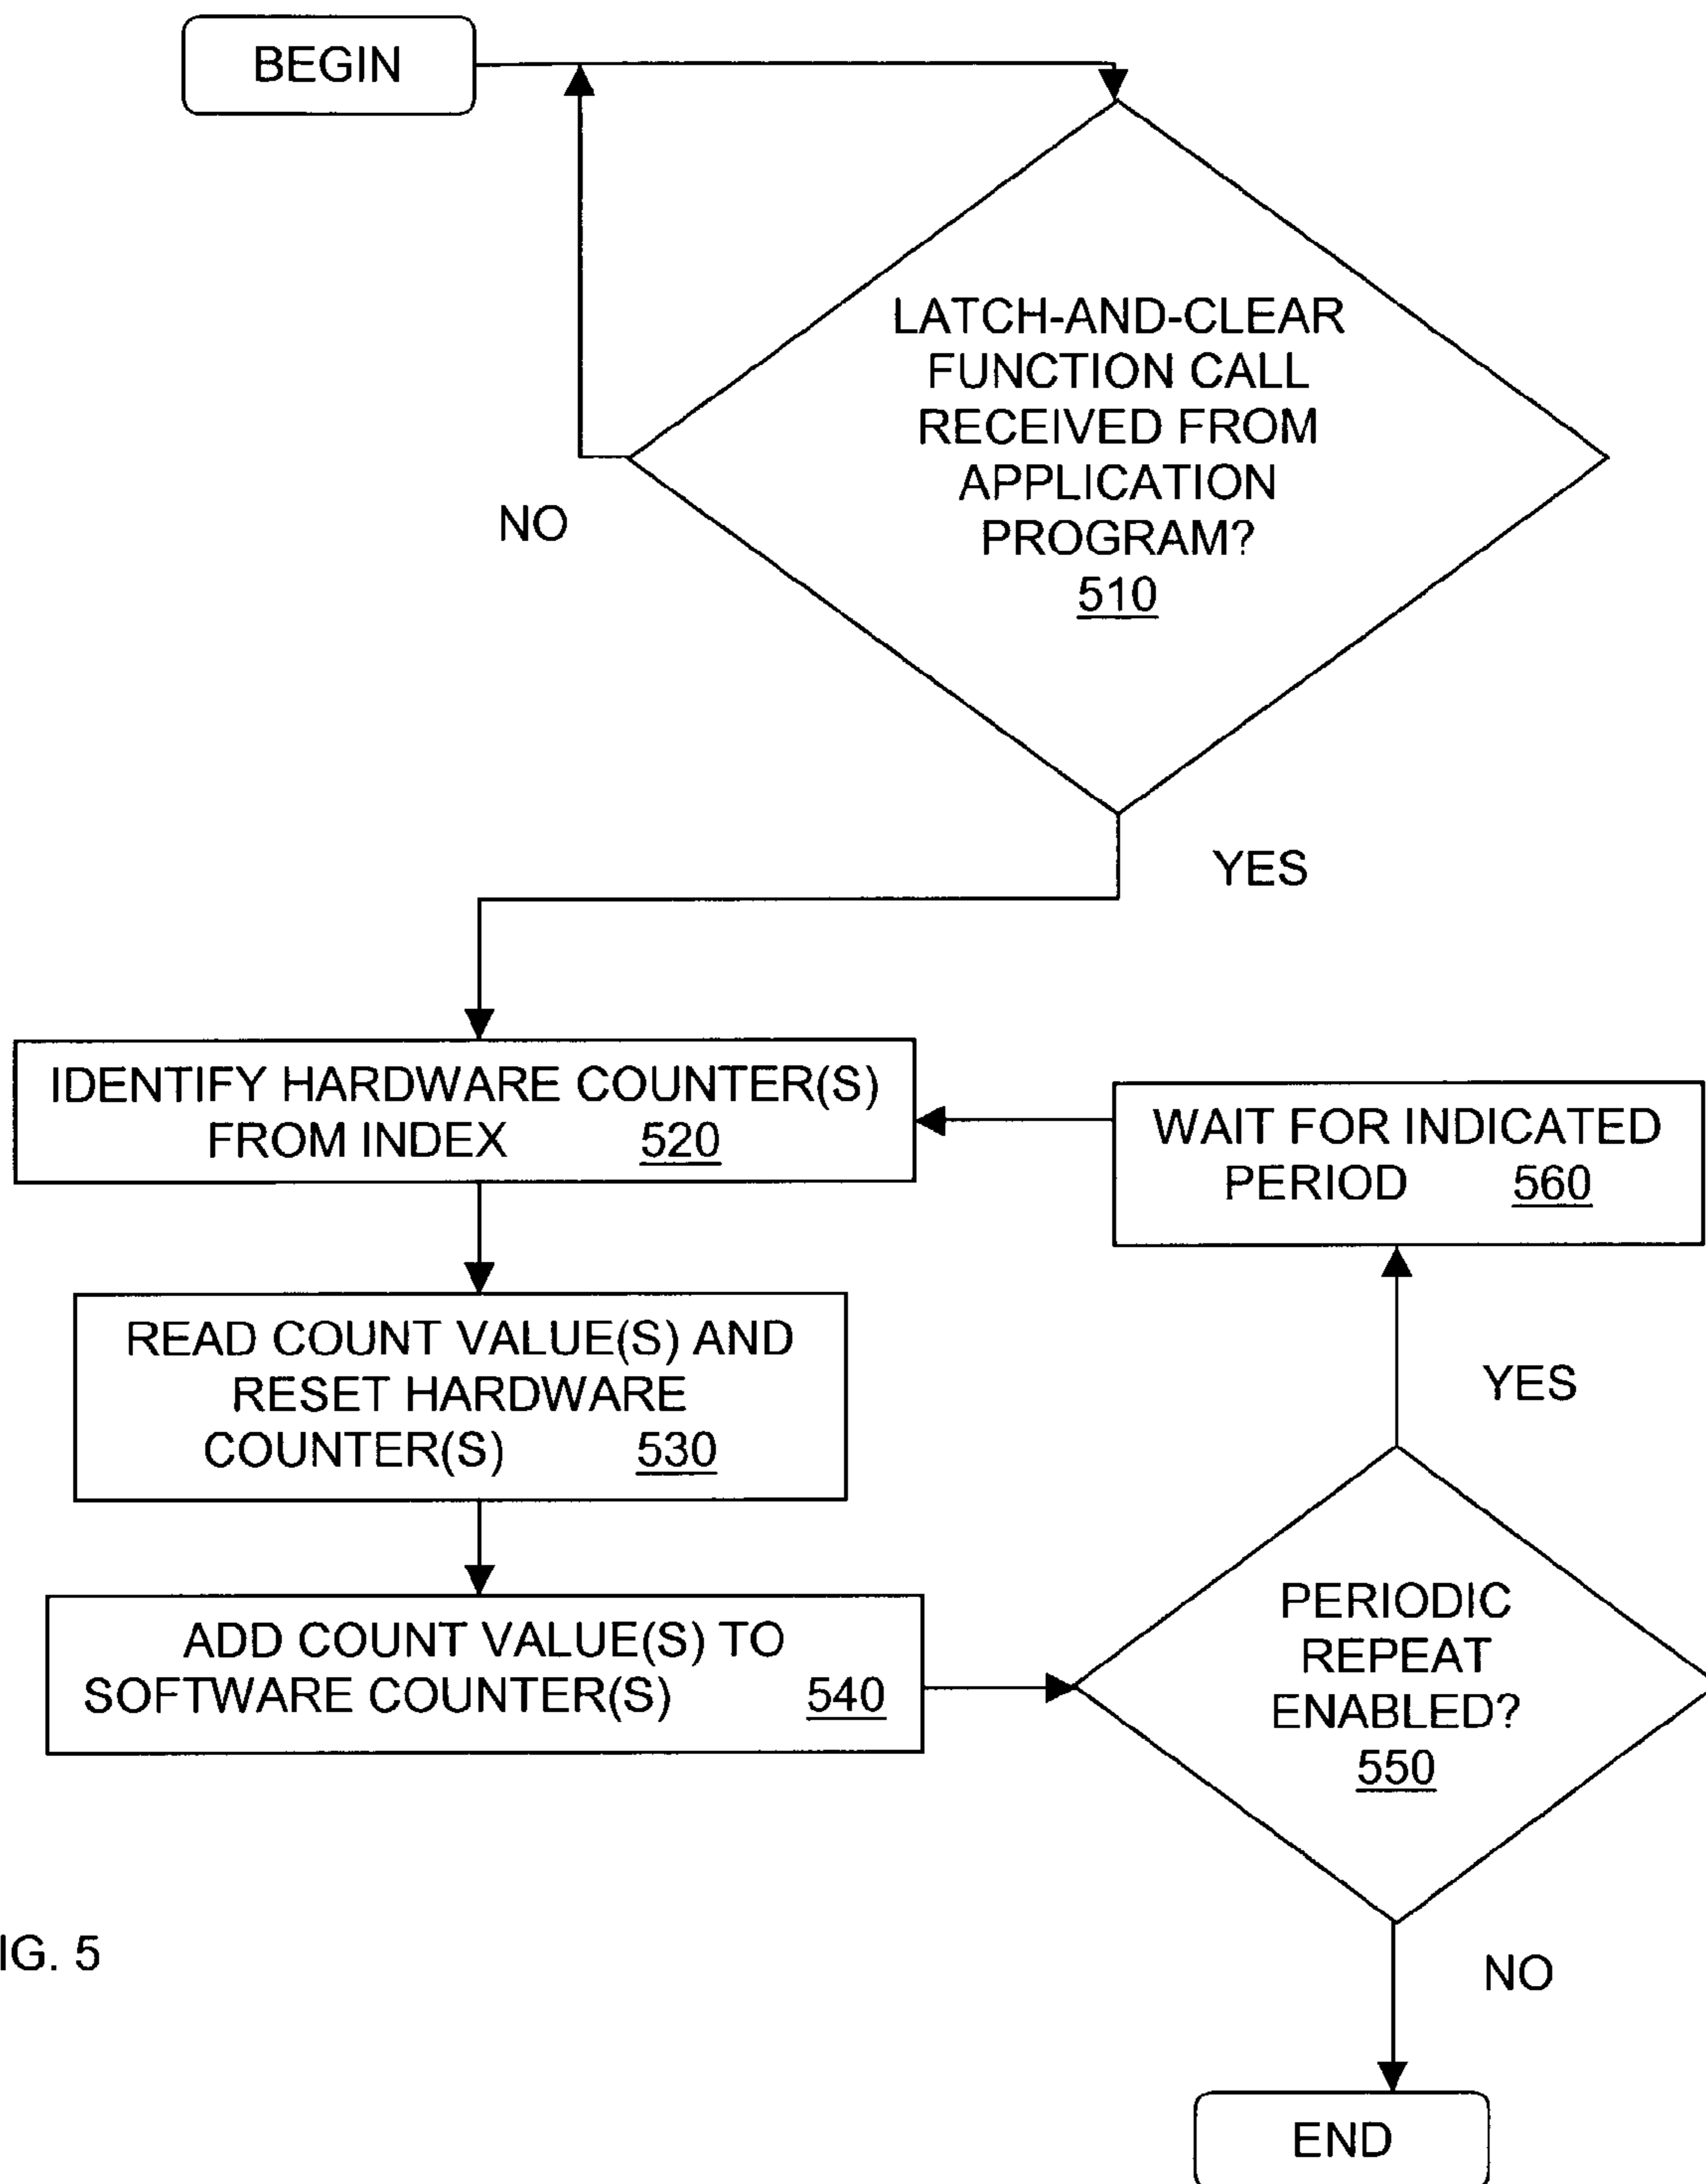 BEGIN
LATCH-AND-CLEAR
FUNCTION CALL
RECEIVED FROM
APPLICATION
PROGRAM?
510
NO
YES
IDENTIFY HARDWARE COUNTER(S)
FROM INDEX 520
WAIT FOR INDICATED
PERIOD 560
READ COUNT VALUE(S) AND
RESET HARDWARE
COUNTER(S) 530
YES
ADD COUNT VALUE(S) TO
SOFTWARE COUNTER(S) 540
PERIODIC
REPEAT
ENABLED?
550
IG. 5
NO
END